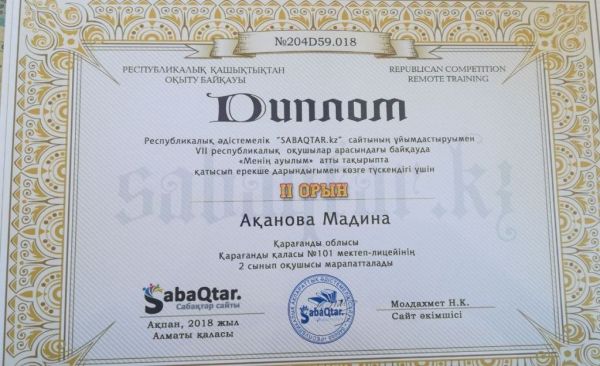 №204D59.018
РЕСПУБЛИКАЛЫҚ ҚАШЫҚТЫҚТАН
ОҚЫТУ БАЙҚАУЫ
REPUBLICAN COMPETITION
REMOTE TRAINING
Диплом
Республикалық әдістемелік "SABAQTAR.kz" сайтының ұйымдастыруымен
VII республикалық оқушылар арасындағы байқауда
«Менің ауылым» атты тақырыпта
қатысып ерекше дарындығымен көзге түскендігі үшін
II ОРЫН
Ақанова Мадина
Қарағанды облысы
Қарағанды қаласы №101 мектеп-лицейінің
2 сынып оқушысы марапатталады
SabaQtar.
Сабақтар сайты
Ақпан, 2018 жыл
Алматы қаласы
SabaQtar.
Молдахмет Н.К.
Сайт әкімшісі
sabaqtar.kz